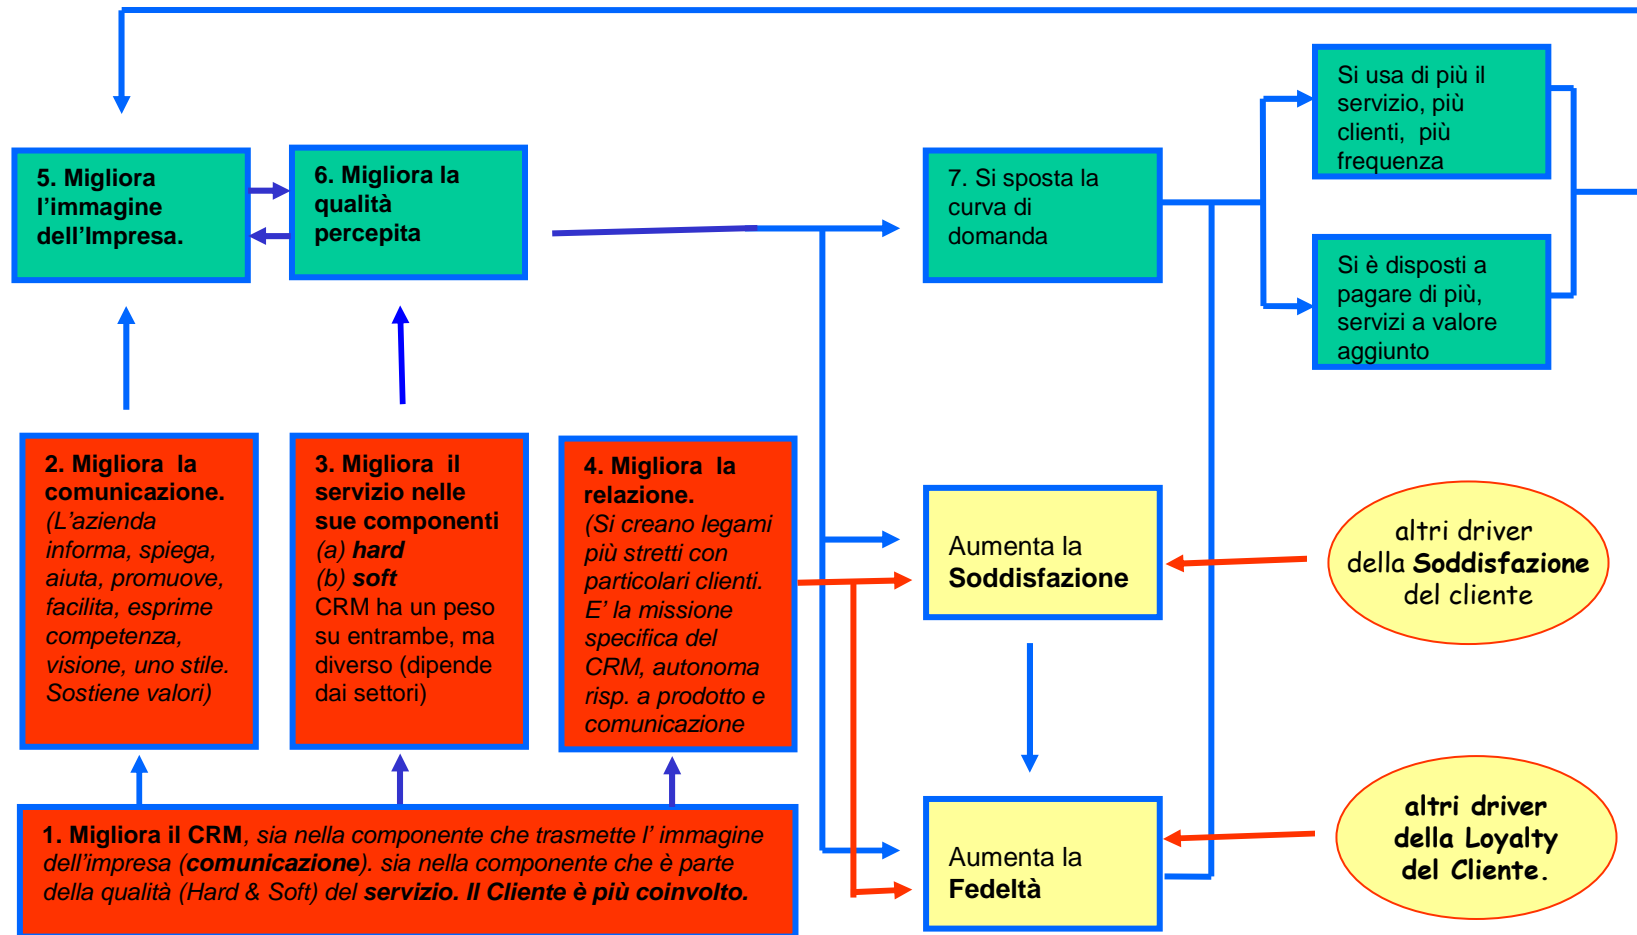 Si usa di più il
servizio, più
clienti, più
frequenza
5. Migliora
l’immagine
dell’Impresa.
6. Migliora la
qualità
percepita
7. Si sposta la
curva di
domanda
Si è disposti a
pagare di più,
servizi a valore
aggiunto
2. Migliora la
comunicazione.
(L’azienda
informa, spiega,
aiuta, promuove,
facilita, esprime
competenza,
visione, uno stile.
Sostiene valori)
3. Migliora il
servizio nelle
sue componenti
(a) hard
(b) soft
CRM ha un peso
su entrambe, ma
diverso (dipende
dai settori)
4. Migliora la
relazione.
(Si creano legami
più stretti con
particolari clienti.
E’ la missione
specifica del
CRM, autonoma
risp. a prodotto e
comunicazione
Aumenta la
Soddisfazione
altri driver
della Soddisfazione
del cliente
1. Migliora il CRM, sia nella componente che trasmette l’ immagine
dell’impresa (comunicazione). sia nella componente che è parte
della qualità (Hard & Soft) del servizio. Il Cliente è più coinvolto.
Aumenta la
Fedeltà
altri driver
della Loyalty
del Cliente.